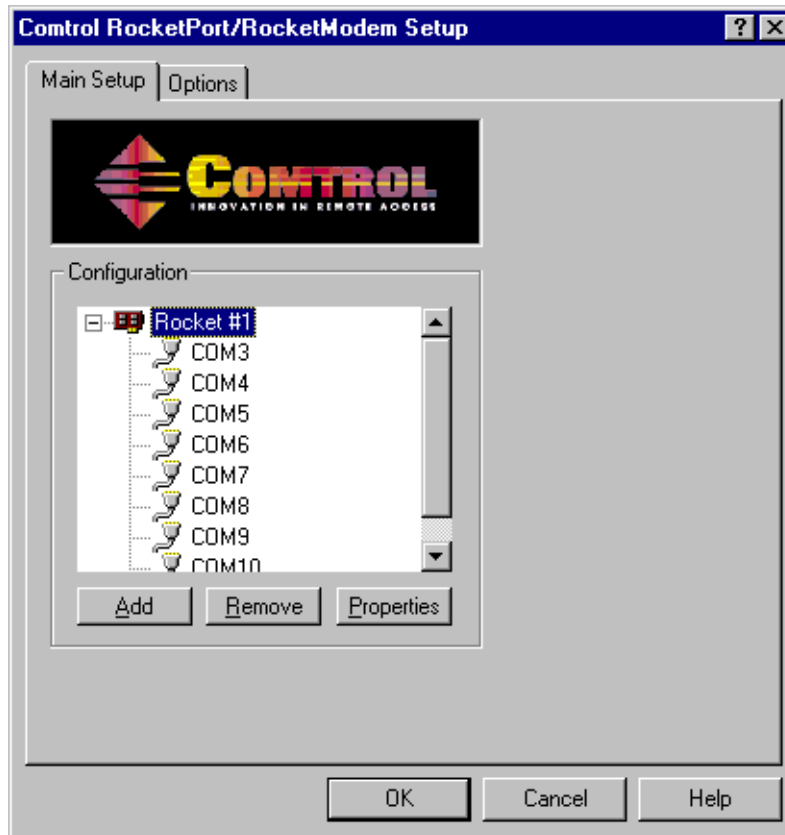 Comtrol RocketPort/RocketModem Setup
Main Setup
Options
COMTROL
INNOVATION IN REMOTE ACCESS
Configuration
Rocket #1
COM3
COM4
COM5
COM6
COM7
COM8
COM9
COM10
Add Remove Properties
OK Cancel Help